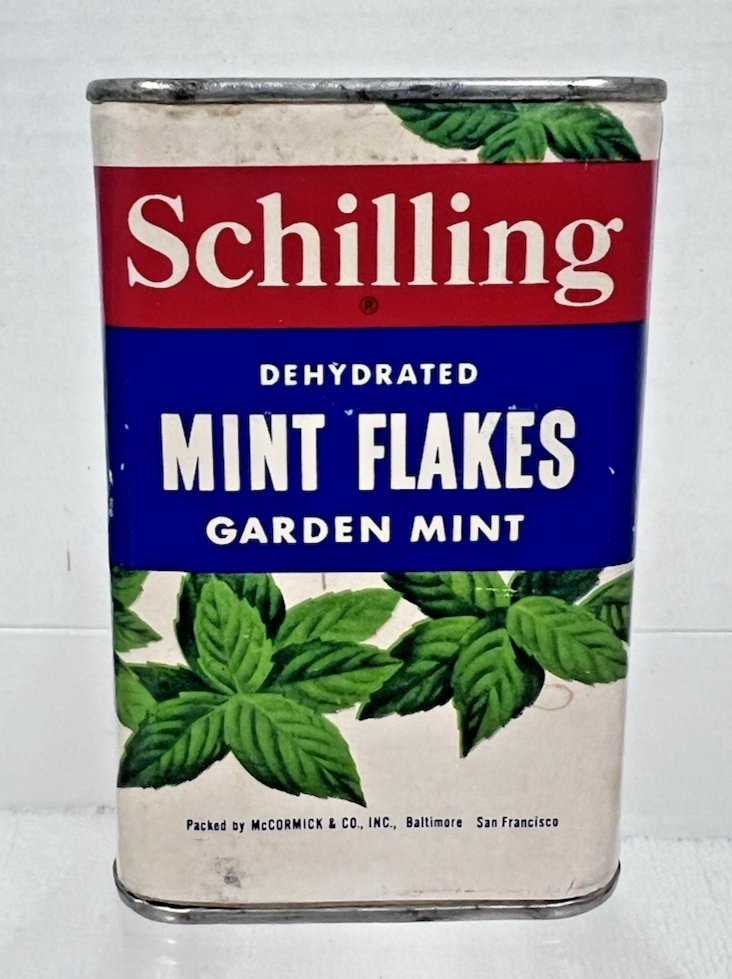 Schilling
®
DEHYDRATED
MINT FLAKES
GARDEN MINT
Packed by McCORMICK & CO., INC., Baltimore San Francisco